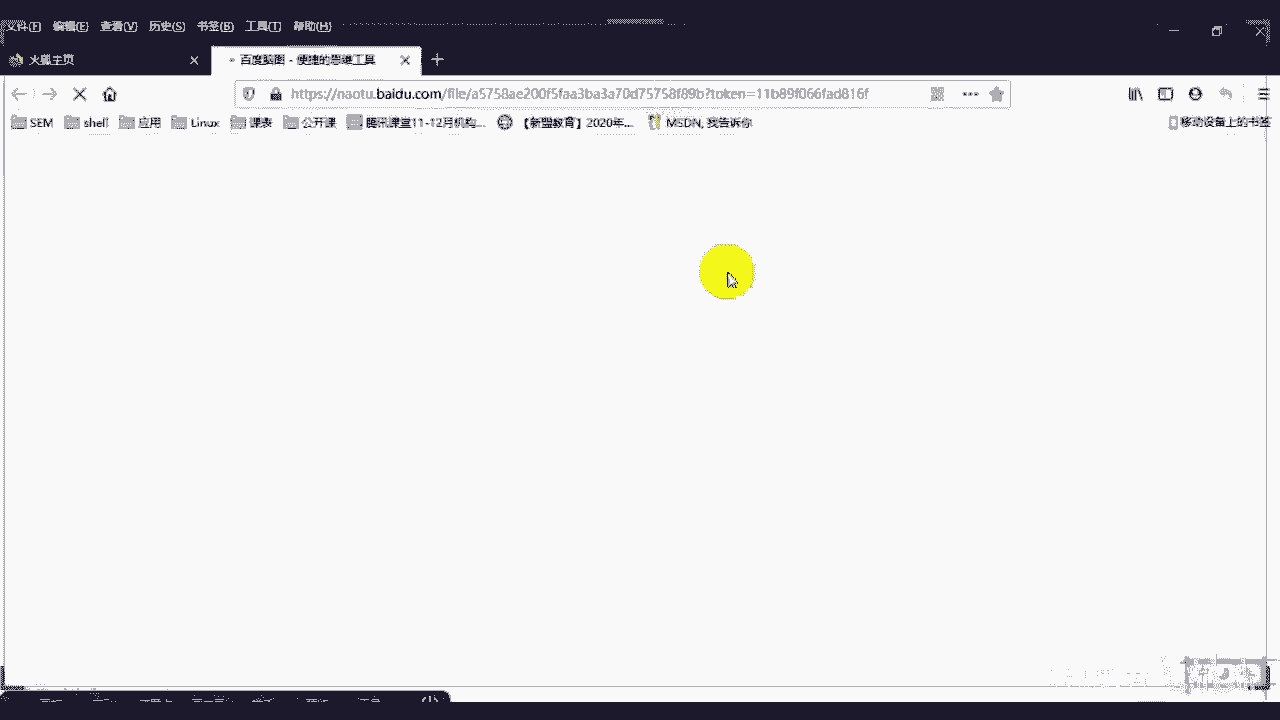 文件(F) 编辑(E) 查看(V) 历史(S) 书签(B) 工具(T) 帮助(H)
火狐主页
百度脑图 - 便捷的思维工具
https://naotu.baidu.com/file/a5758ae200f5faa3ba3a70d75758f89b?token=11b89f066fad816f
SEM shell 应用 Linux 课表 公开课 腾讯课堂11-12月机构... 【新盟教育】2020年... MSDN, 我告诉你 移动设备上的书签